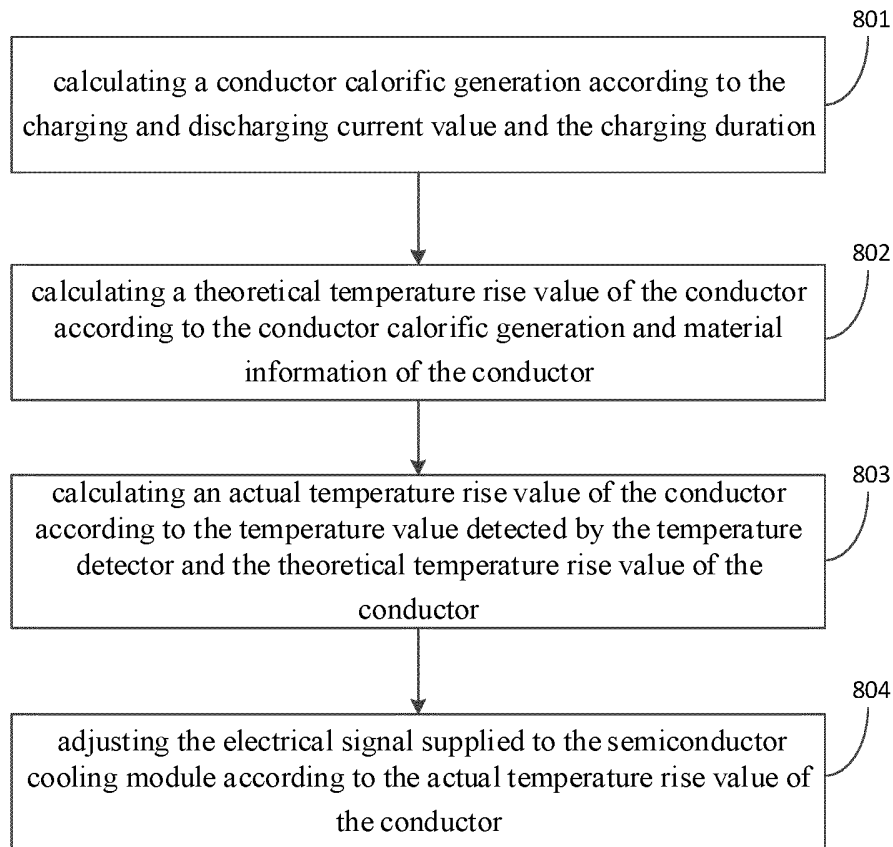 801
calculating a conductor calorific generation according to the
charging and discharging current value and the charging duration
802
calculating a theoretical temperature rise value of the conductor
according to the conductor calorific generation and material
information of the conductor
803
calculating an actual temperature rise value of the conductor
according to the temperature value detected by the temperature
detector and the theoretical temperature rise value of the
conductor
804
adjusting the electrical signal supplied to the semiconductor
cooling module according to the actual temperature rise value of
the conductor